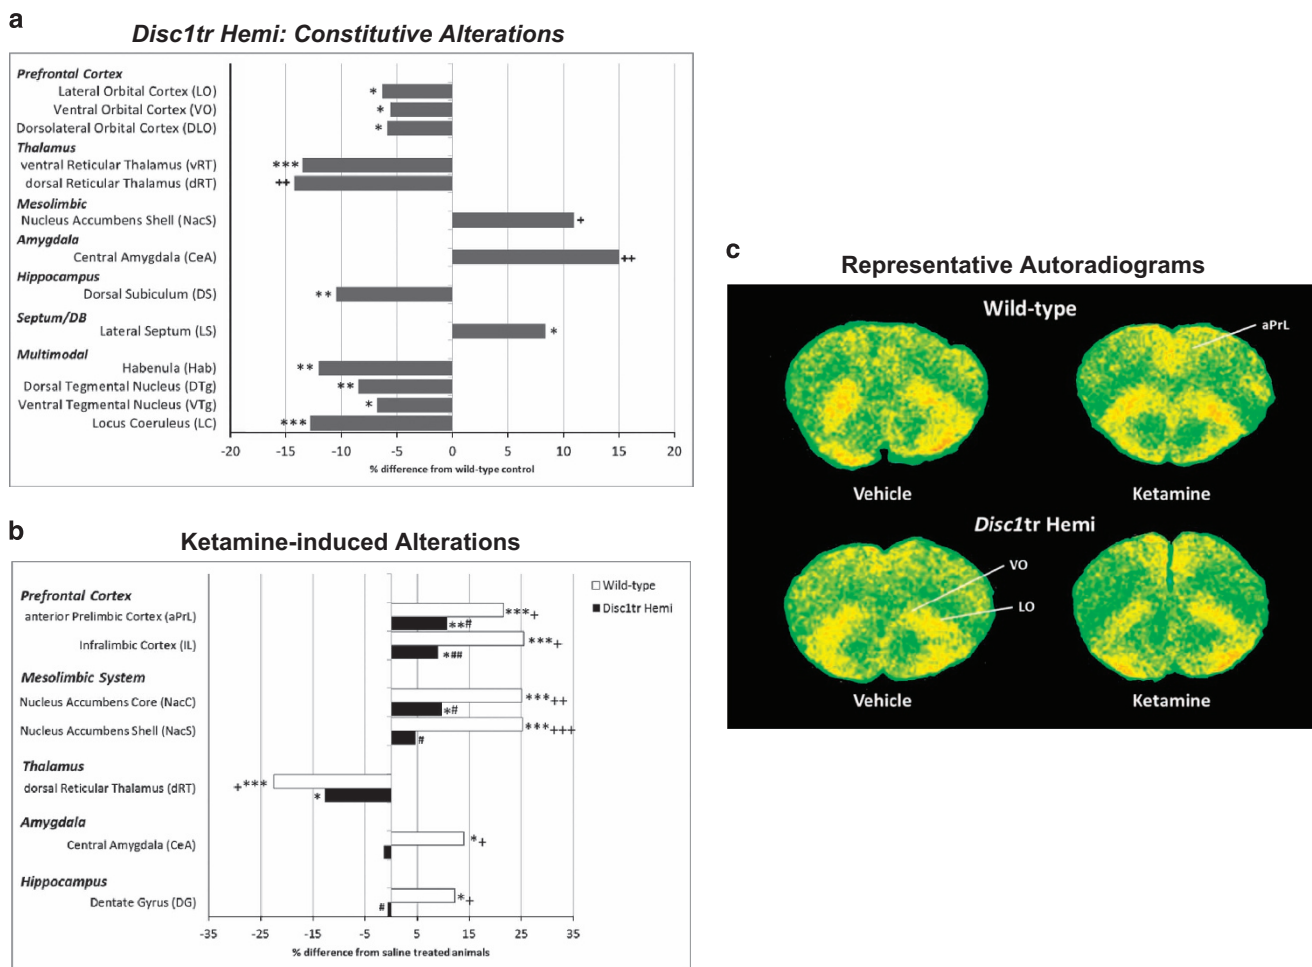 a
Disc1tr Hemi: Constitutive Alterations
Prefrontal Cortex
Lateral Orbital Cortex (LO)
*
Ventral Orbital Cortex (VO)
*
Dorsolateral Orbital Cortex (DLO)
*
Thalamus
ventral Reticular Thalamus (vRT)
***
dorsal Reticular Thalamus (dRT)
++
Mesolimbic
Nucleus Accumbens Shell (NacS)
+
Amygdala
Central Amygdala (CeA)
++
Hippocampus
Dorsal Subiculum (DS)
**
Septum/DB
Lateral Septum (LS)
*
Multimodal
Habenula (Hab)
**
Dorsal Tegmental Nucleus (DTg)
**
Ventral Tegmental Nucleus (VTg)
*
Locus Coeruleus (LC)
***
-20 -15 -10 -5 0 5 10 15 20
% difference from wild-type control
b
Ketamine-induced Alterations
Wild-type
Disc1tr Hemi
Prefrontal Cortex
anterior Prelimbic Cortex (aPrL)
***+
**#
Infralimbic Cortex (IL)
***+
*##
Mesolimbic System
Nucleus Accumbens Core (NacC)
***++
*#
Nucleus Accumbens Shell (NacS)
***+++
#
Thalamus
dorsal Reticular Thalamus (dRT)
+***
*
Amygdala
Central Amygdala (CeA)
*+
Hippocampus
Dentate Gyrus (DG)
*+
#
-35 -25 -15 -5 5 15 25 35
% difference from saline treated animals
c
Representative Autoradiograms
Wild-type
aPrL
Vehicle Ketamine
Disc1tr Hemi
VO
LO
Vehicle Ketamine